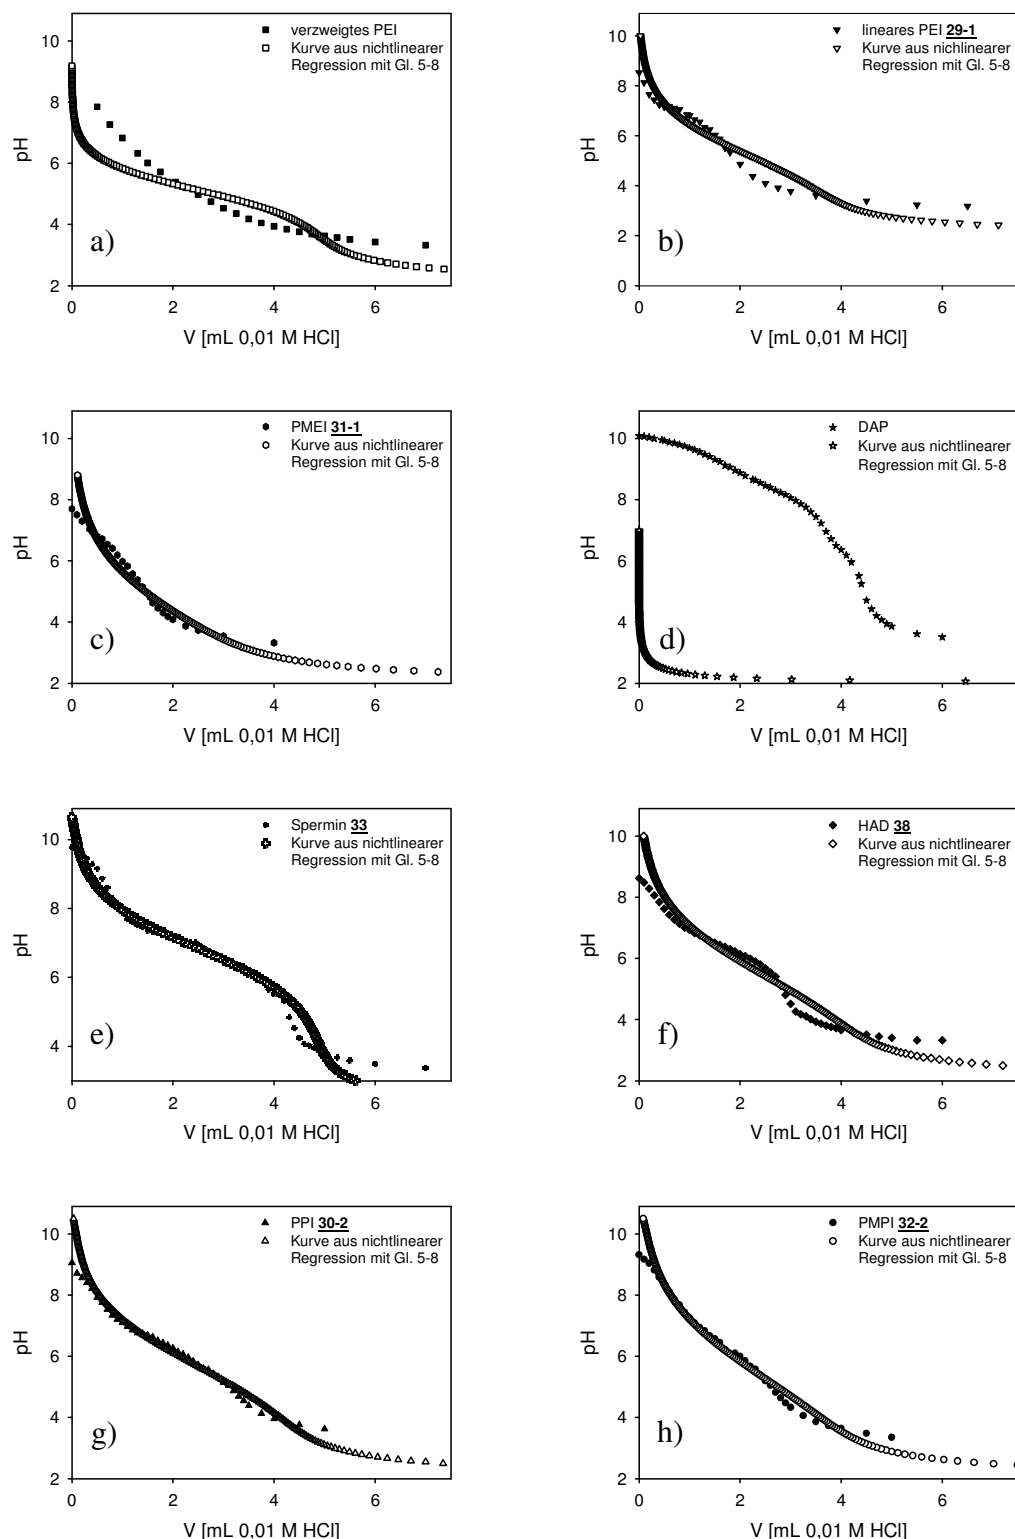 verzweigtes PEI
Kurve aus nichtlinearer
Regression mit Gl. 5-8
10
8
6
4
2
pH
a)
0 2 4 6
V [mL 0,01 M HCl]
lineares PEI 29-1
Kurve aus nichtlinearer
Regression mit Gl. 5-8
10
8
6
4
2
0
pH
b)
0 2 4 6
V [mL 0,01 M HCl]
PMEI 31-1
Kurve aus nichtlinearer
Regression mit Gl. 5-8
10
8
6
4
2
pH
c)
0 2 4 6
V [mL 0,01 M HCl]
DAP
Kurve aus nichtlinearer
Regression mit Gl. 5-8
10
8
6
4
2
pH
d)
0 2 4 6
V [mL 0,01 M HCl]
Spermin 33
Kurve aus nichtlinearer
Regression mit Gl. 5-8
10
8
6
4
pH
e)
0 2 4 6
V [mL 0,01 M HCl]
HAD 38
Kurve aus nichtlinearer
Regression mit Gl. 5-8
10
8
6
4
2
pH
f)
0 2 4 6
V [mL 0,01 M HCl]
PPI 30-2
Kurve aus nichtlinearer
Regression mit Gl. 5-8
10
8
6
4
2
pH
g)
0 2 4 6
V [mL 0,01 M HCl]
PMPI 32-2
Kurve aus nichtlinearer
Regression mit Gl. 5-8
10
8
6
4
2
pH
h)
0 2 4 6
V [mL 0,01 M HCl]